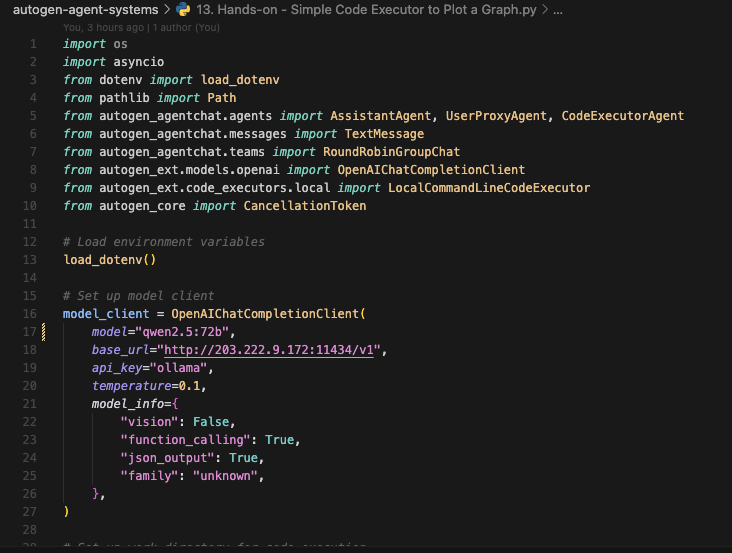 autogen-agent-systems > 13. Hands-on - Simple Code Executor to Plot a Graph.py > ...
You, 3 hours ago | 1 author (You)
1 import os
2 import asyncio
3 from dotenv import load_dotenv
4 from pathlib import Path
5 from autogen_agentchat.agents import AssistantAgent, UserProxyAgent, CodeExecutorAgent
6 from autogen_agentchat.messages import TextMessage
7 from autogen_agentchat.teams import RoundRobinGroupChat
8 from autogen_ext.models.openai import OpenAIChatCompletionClient
9 from autogen_ext.code_executors.local import LocalCommandLineCodeExecutor
10 from autogen_core import CancellationToken
11
12 # Load environment variables
13 load_dotenv()
14
15 # Set up model client
16 model_client = OpenAIChatCompletionClient(
17     model="qwen2.5:72b",
18     base_url="http://203.222.9.172:11434/v1",
19     api_key="ollama",
20     temperature=0.1,
21     model_info={
22         "vision": False,
23         "function_calling": True,
24         "json_output": True,
25         "family": "unknown",
26     },
27 )
28